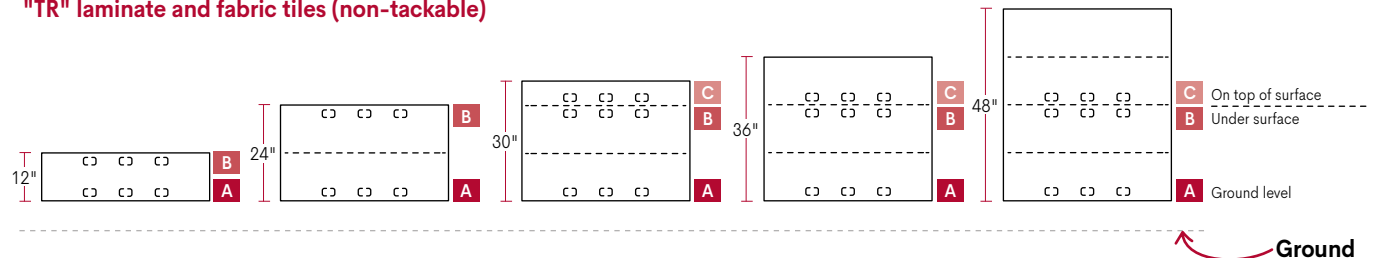 "TR" laminate and fabric tiles (non-tackable)
12"
B
A
24"
B
A
30"
C
B
A
36"
C
B
A
48"
C On top of surface
B Under surface
A Ground level
Ground